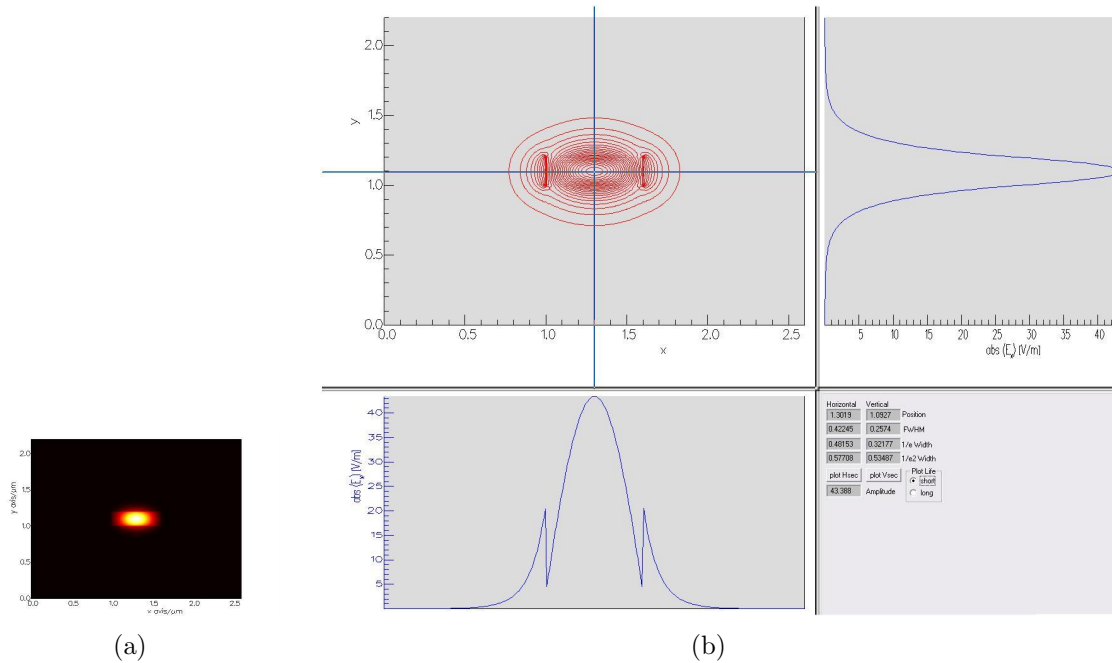 2.0
1.5
1.0
0.5
0.0
y
0.0
0.5
1.0
1.5
2.0
2.5
x
5
10
15
20
25
30
35
40
abs (Ex) [V/m]
40
35
30
25
20
15
10
5
abs (Ex) [V/m]
Horizontal Vertical
1.3019 1.0927 Position
0.42245 0.2574 FWHM
0.48153 0.32177 1/e Width
0.57708 0.53487 1/e2 Width
plot Hsec plot Vsec Plot Life
short
43.388 Amplitude long
2.0
1.5
1.0
0.5
0.0
y axis/um
0.0 0.5 1.0 1.5 2.0 2.5
x axis/um
(a)
(b)